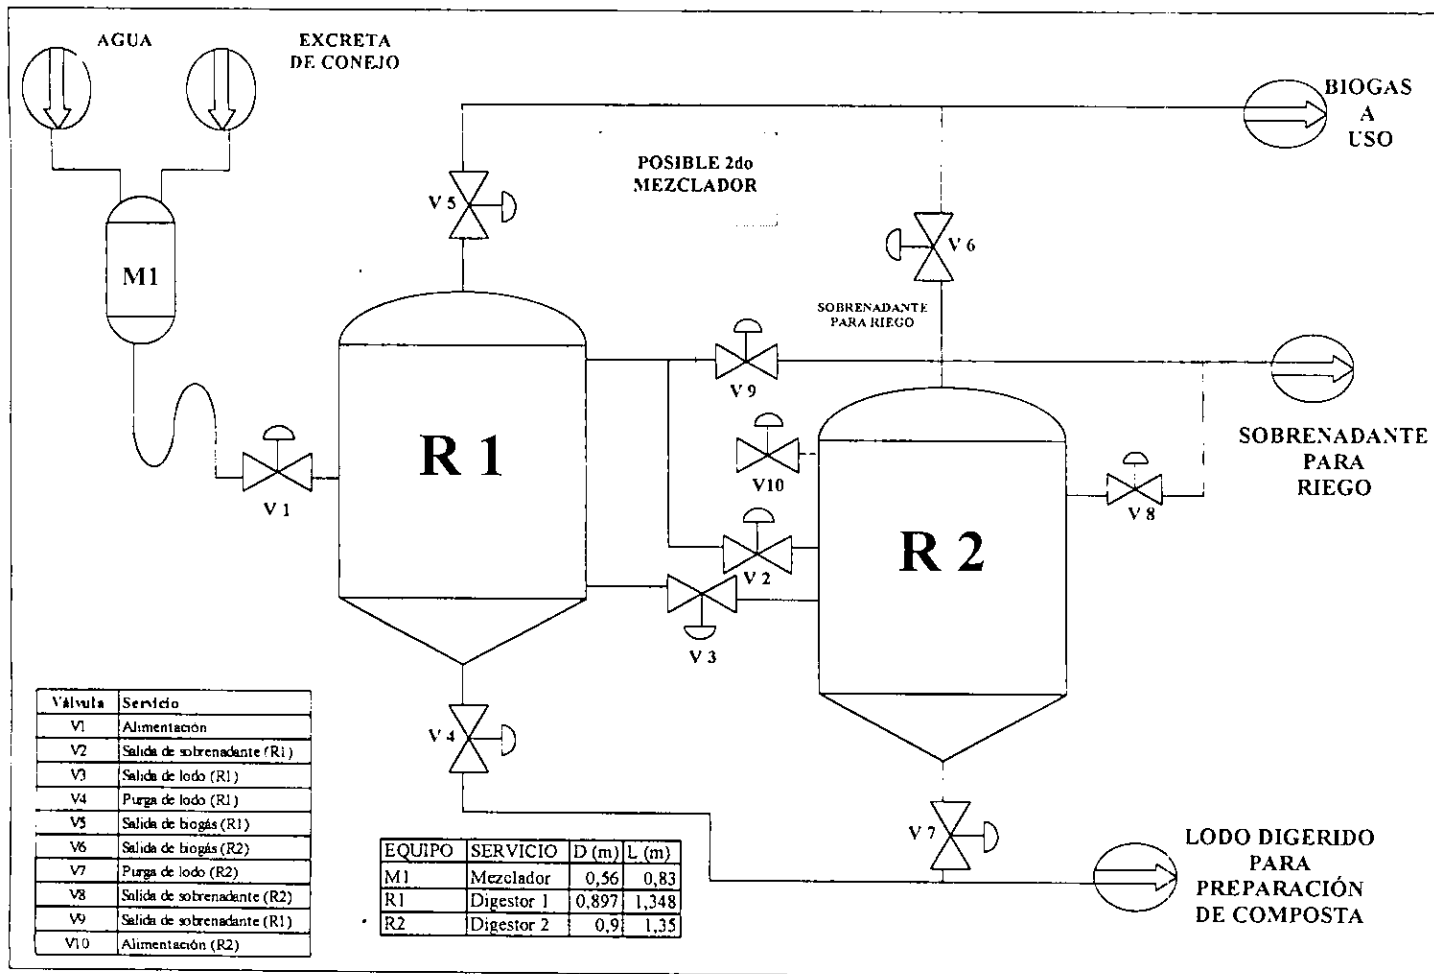 AGUA
EXCRETA
DE CONEJO
BIOGAS
A
USO
POSIBLE 2do
MEZCLADOR
V 5
V 6
M1
SOBRENADANTE
PARA RIEGO
V 9
R 1
SOBRENADANTE
PARA
RIEGO
V10
V 1
V 8
V 2
R 2
V 3
V 4
V 7
Válvula Servicio
V1 Alimentación
V2 Salida de sobrenadante (R1)
V3 Salida de lodo (R1)
V4 Purga de lodo (R1)
V5 Salida de biogás (R1)
V6 Salida de biogás (R2)
V7 Purga de lodo (R2)
V8 Salida de sobrenadante (R2)
V9 Salida de sobrenadante (R1)
V10 Alimentación (R2)
EQUIPO SERVICIO D (m) L (m)
M1 Mezclador 0,56 0,83
R1 Digestor 1 0,897 1,348
R2 Digestor 2 0,9 1,35
LODO DIGERIDO
PARA
PREPARACIÓN
DE COMPOSTA